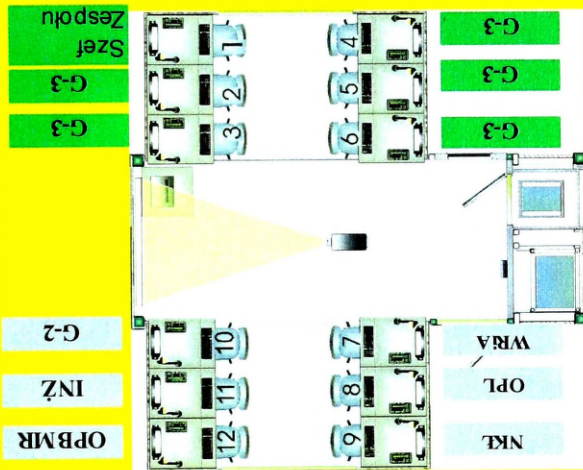 NKŁ
9
12
OPBMR
OPL
8
11
INŻ
WRiA
7
10
G-2
G-3
6
3
G-3
G-3
5
2
G-3
G-3
4
1
Szef
Zespołu